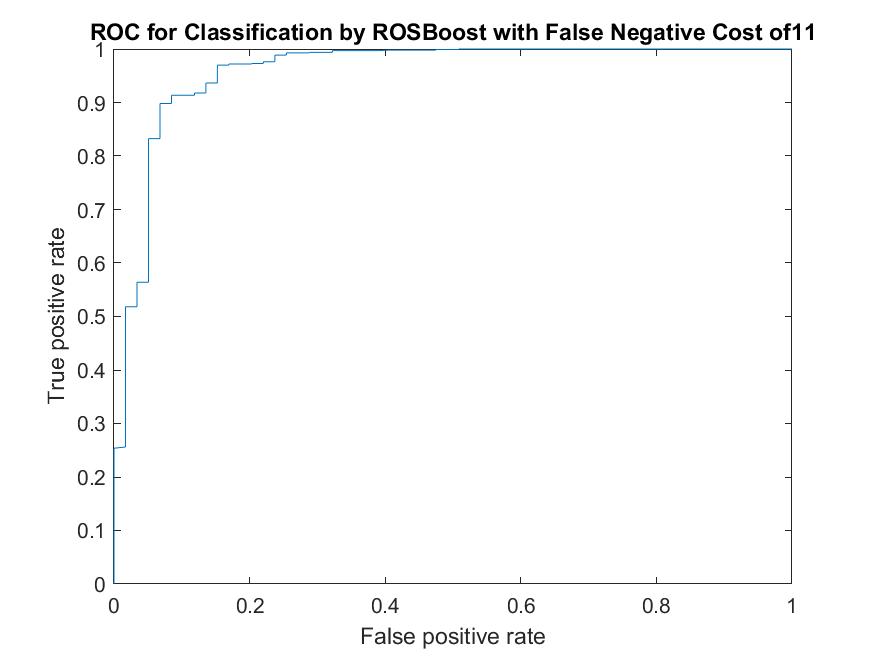 ROC for Classification by ROSBoost with False Negative Cost of11
1
0.9
0.8
0.7
0.6
0.5
0.4
0.3
0.2
0.1
0
True positive rate
0 0.2 0.4 0.6 0.8 1
False positive rate